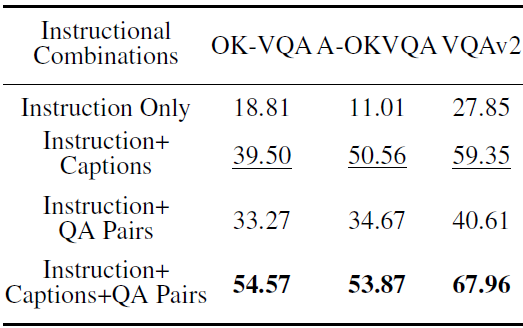 Instructional Combinations OK-VQA A-OKVQA VQAv2
Instruction Only 18.81 11.01 27.85
Instruction+ Captions 39.50 50.56 59.35
Instruction+ QA Pairs 33.27 34.67 40.61
Instruction+ Captions+QA Pairs 54.57 53.87 67.96